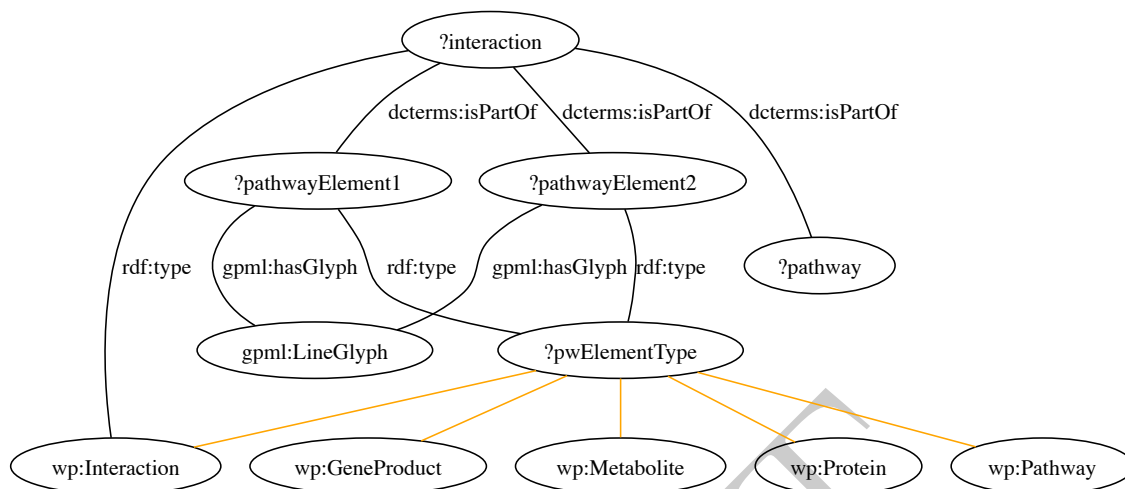 ?interaction
dcterms:isPartOf dcterms:isPartOf dcterms:isPartOf
?pathwayElement1 ?pathwayElement2
rdf:type gpml:hasGlyph rdf:type gpml:hasGlyph rdf:type ?pathway
gpml:LineGlyph ?pwElementType
wp:Interaction wp:GeneProduct wp:Metabolite wp:Protein wp:Pathway
T